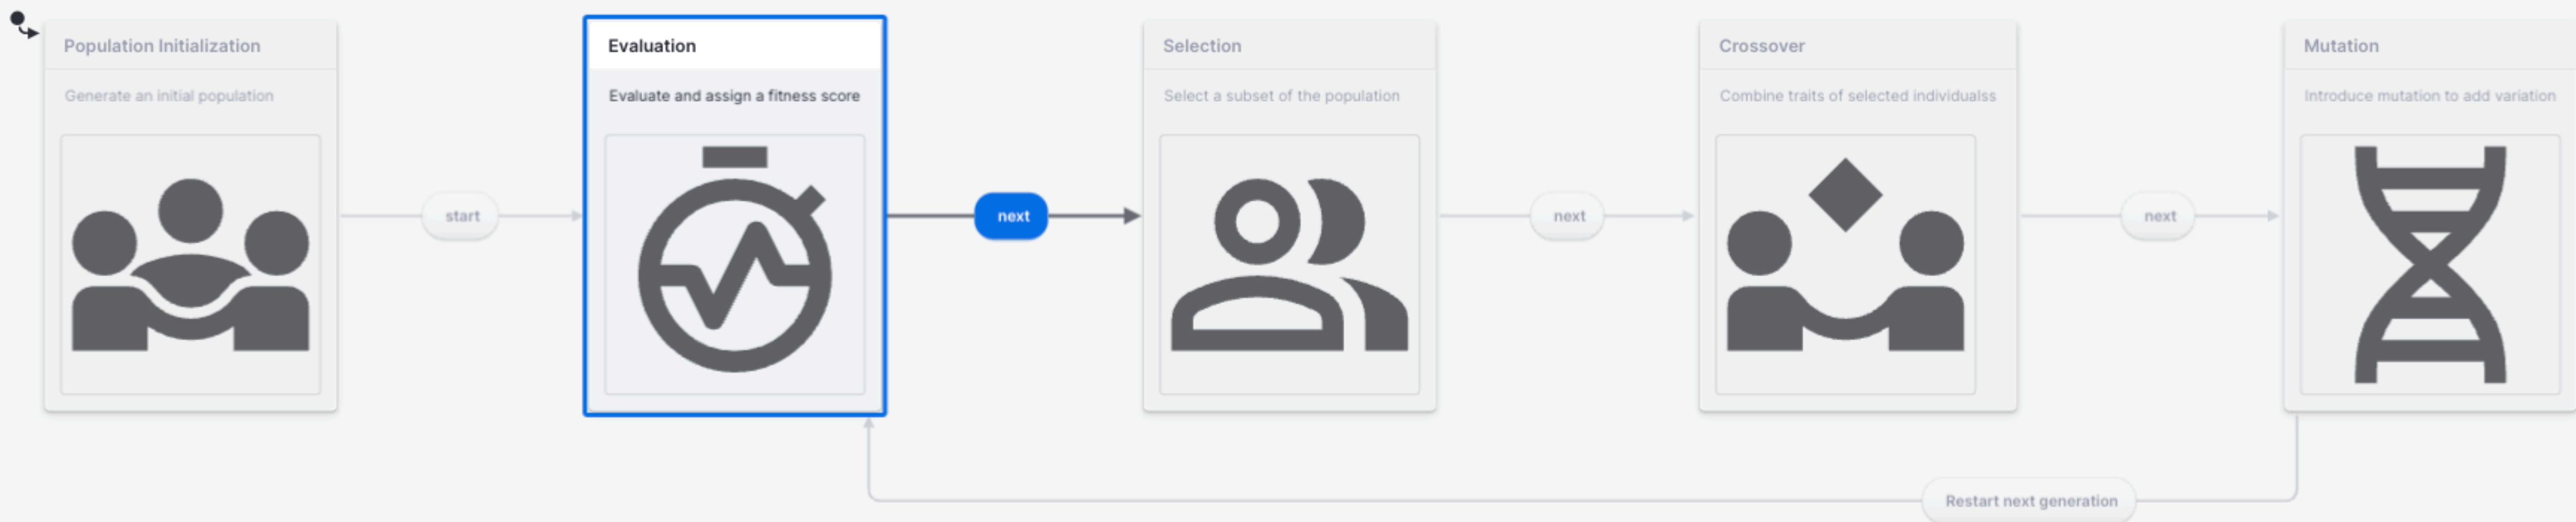 Population Initialization
Generate an initial population
start
Evaluation
Evaluate and assign a fitness score
next
Selection
Select a subset of the population
next
Crossover
Combine traits of selected individualss
next
Mutation
Introduce mutation to add variation
Restart next generation